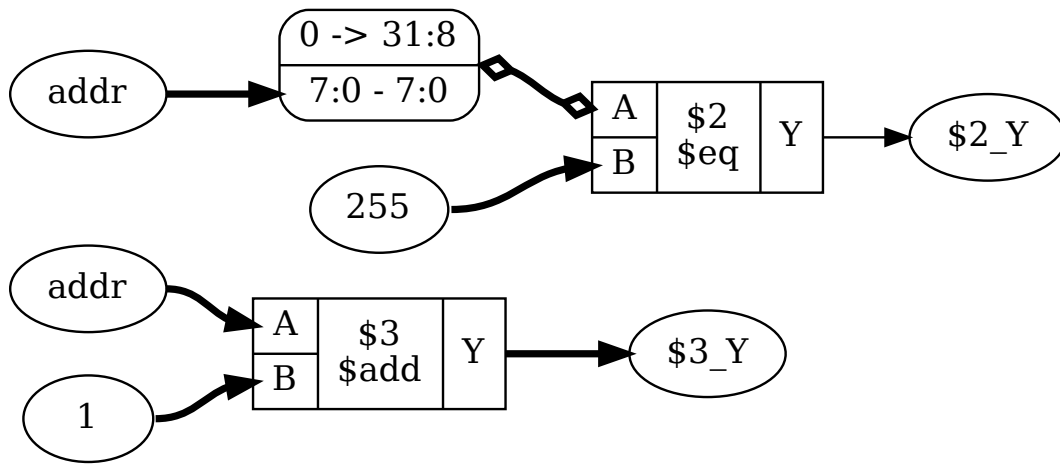 addr
0 -> 31:8
7:0 - 7:0
255
A
B
$2
$eq
Y
$2_Y
addr
1
A
B
$3
$add
Y
$3_Y